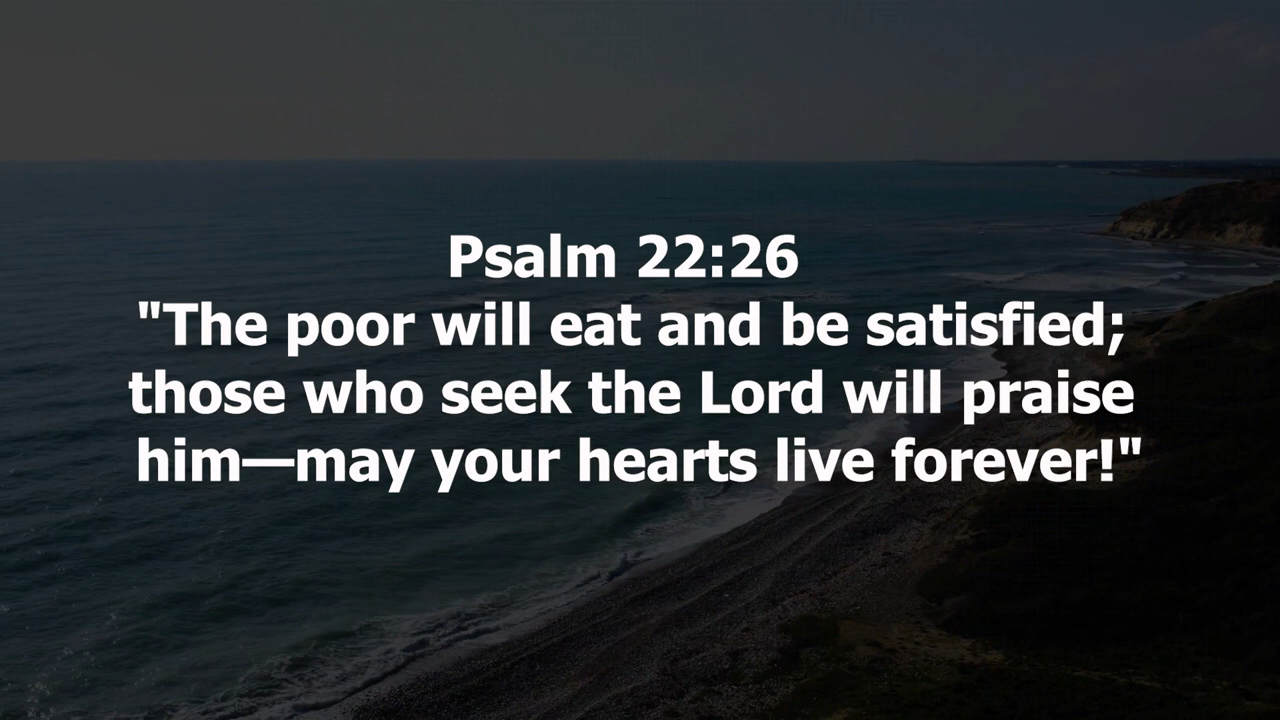 Psalm 22:26
"The poor will eat and be satisfied;
those who seek the Lord will praise
him—may your hearts live forever!"